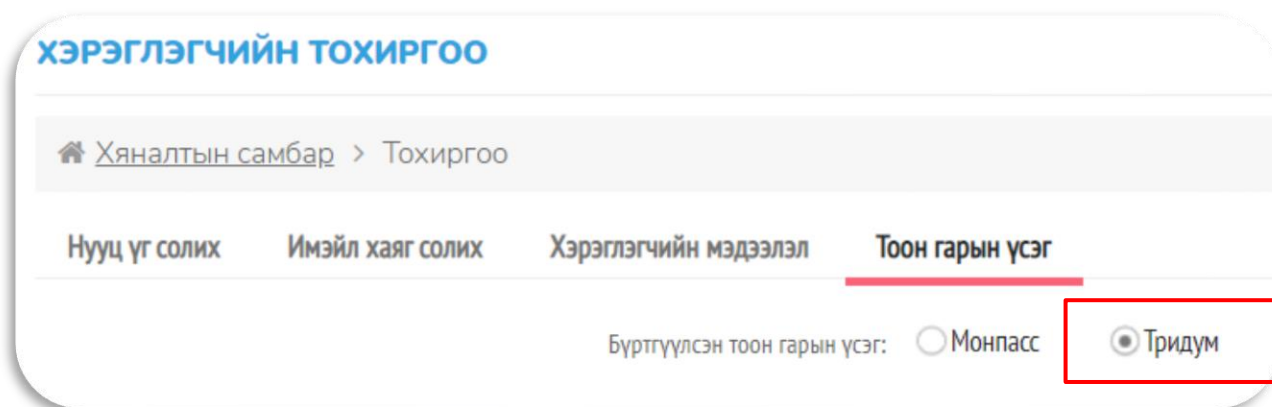 ХЭРЭГЛЭГЧИЙН ТОХИРГОО
Хяналтын самбар > Тохиргоо
Нууц үг солих Имэйл хаяг солих Хэрэглэгчийн мэдээлэл Тоон гарын үсэг
Бүртгүүлсэн тоон гарын үсэг: Монпасс Тридум